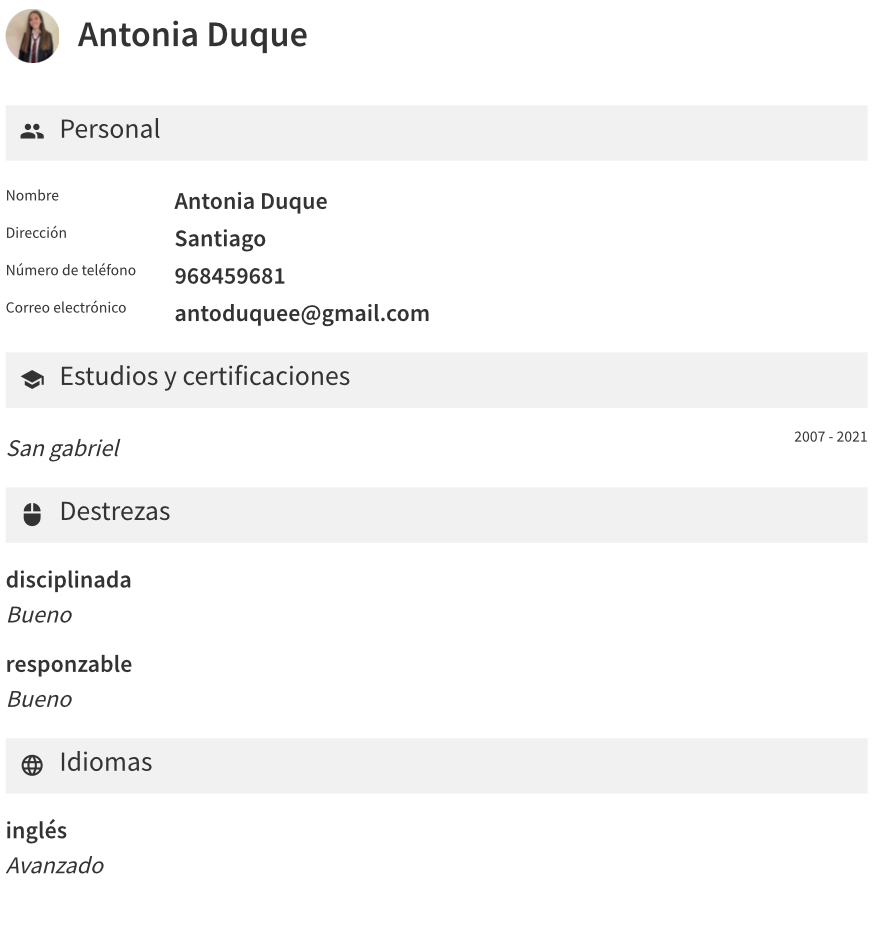 Antonia Duque
Personal
Nombre Antonia Duque
Dirección Santiago
Número de teléfono 968459681
Correo electrónico antoduquee@gmail.com
Estudios y certificaciones
San gabriel 2007 - 2021
Destrezas
disciplinada
Bueno
responzable
Bueno
Idiomas
inglés
Avanzado